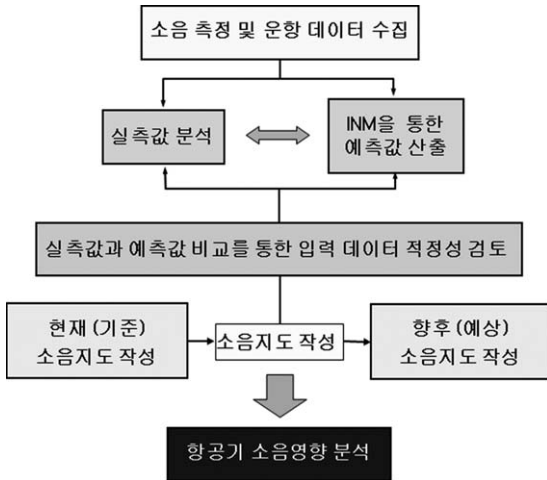 소음 측정 및 운항 데이터 수집
실측값 분석
INM을 통한
예측값 산출
실측값과 예측값 비교를 통한 입력 데이터 적정성 검토
현재 (기준)
소음지도 작성
소음지도 작성
향후 (예상)
소음지도 작성
항공기 소음영향 분석